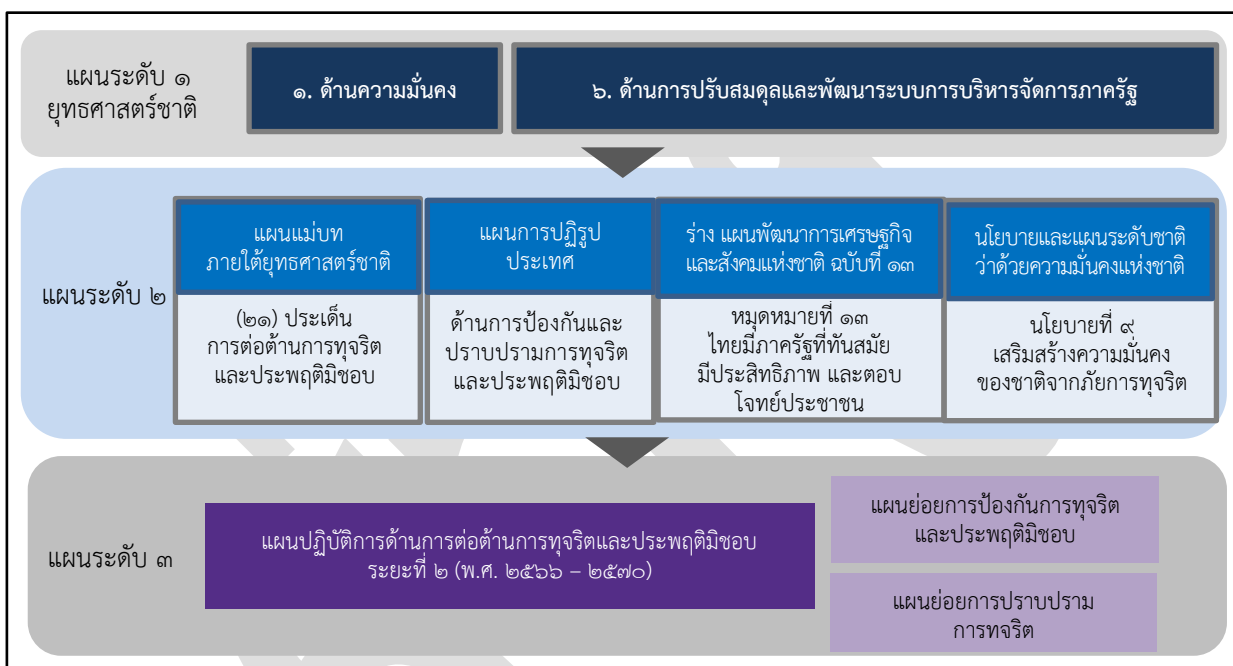 แผนระดับ ๑
ยุทธศาสตร์ชาติ
๑. ด้านความมั่นคง
๖. ด้านการปรับสมดุลและพัฒนาระบบการบริหารจัดการภาครัฐ
แผนระดับ ๒
แผนแม่บท
ภายใต้ยุทธศาสตร์ชาติ
(๒๑) ประเด็น
การต่อต้านการทุจริต
และประพฤติมิชอบ
แผนการปฏิรูป
ประเทศ
ด้านการป้องกันและ
ปราบปรามการทุจริต
และประพฤติมิชอบ
ร่าง แผนพัฒนาการเศรษฐกิจ
และสังคมแห่งชาติ ฉบับที่ ๑๓
หมุดหมายที่ ๑๓
ไทยมีภาครัฐที่ทันสมัย
มีประสิทธิภาพ และตอบ
โจทย์ประชาชน
นโยบายและแผนระดับชาติ
ว่าด้วยความมั่นคงแห่งชาติ
นโยบายที่ ๙
เสริมสร้างความมั่นคง
ของชาติจากภัยการทุจริต
แผนระดับ ๓
แผนปฏิบัติการด้านการต่อต้านการทุจริตและประพฤติมิชอบ
ระยะที่ ๒ (พ.ศ. ๒๕๖๖ – ๒๕๗๐)
แผนย่อยการป้องกันการทุจริต
และประพฤติมิชอบ
แผนย่อยการปราบปราม
การทจริต